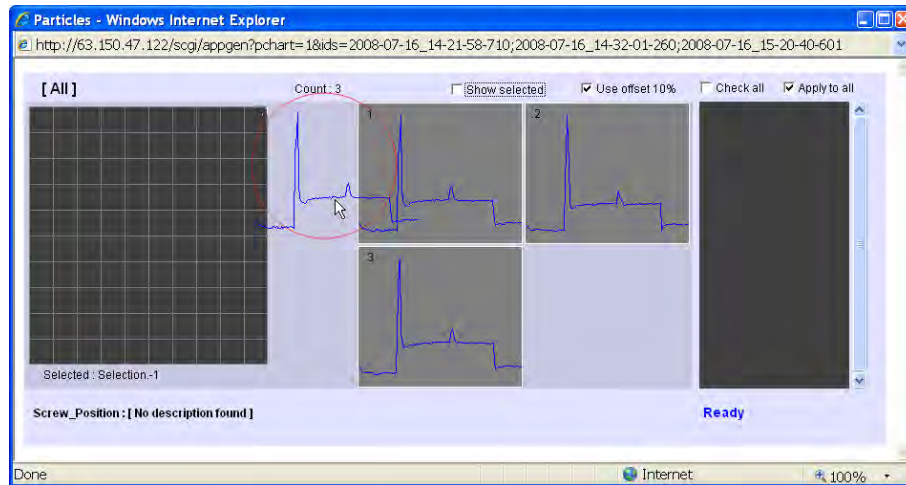 Particles - Windows Internet Explorer
http://63.150.47.122/scgi/appgen?pchart=1&ids=2008-07-16_14-21-58-710;2008-07-16_14-32-01-260;2008-07-16_15-20-40-601
[ All ] Count : 3 Show selected Use offset 10% Check all Apply to all
1 2
3
Selected : Selection.-1
Screw_Position : [ No description found ] Ready
Done Internet 100%